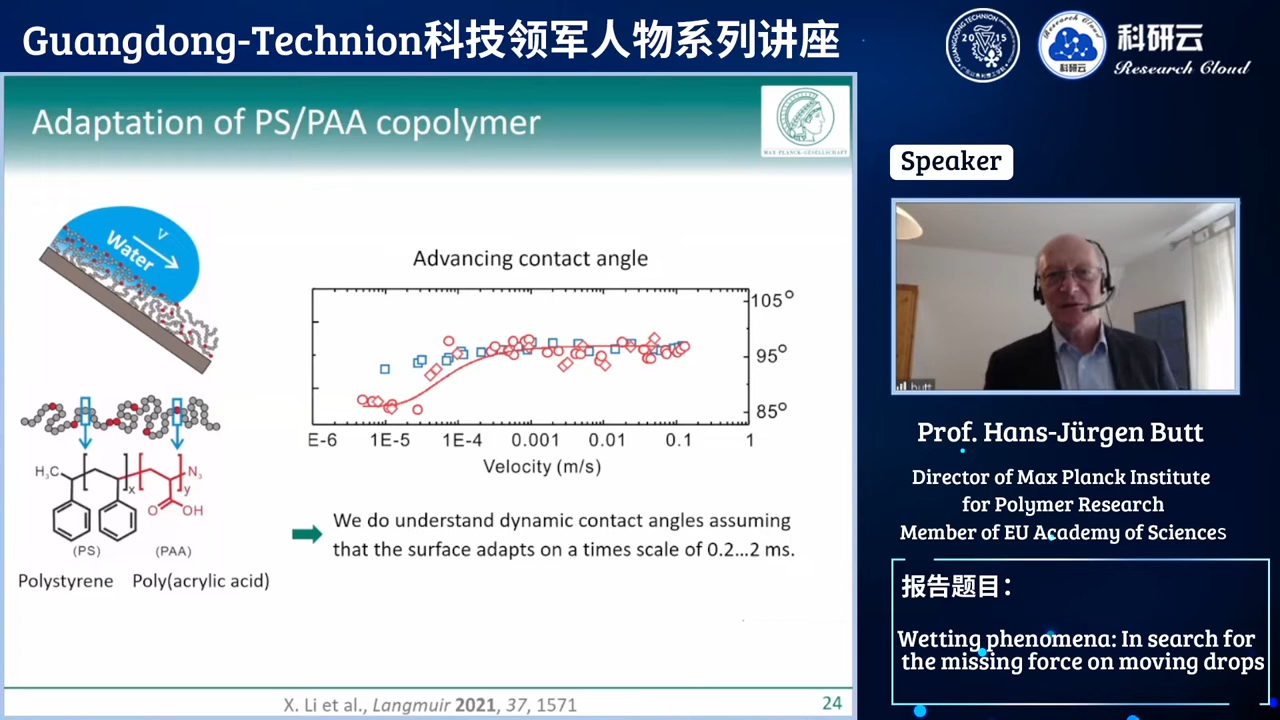 Guangdong-Technion科技领军人物系列讲座
科研云
Research Cloud
Adaptation of PS/PAA copolymer
MAX-PLANCK-GESELLSCHAFT
Speaker
Water
V
Advancing contact angle
105°
95°
85°
E-6 1E-5 1E-4 0.001 0.01 0.1 1
Velocity (m/s)
H₃C
x
y
N₃
O
OH
(PS) (PAA)
Polystyrene Poly(acrylic acid)
We do understand dynamic contact angles assuming
that the surface adapts on a times scale of 0.2...2 ms.
X. Li et al., Langmuir 2021, 37, 1571
24
butt
Prof. Hans-Jürgen Butt
Director of Max Planck Institute
for Polymer Research
Member of EU Academy of Sciences
报告题目：
Wetting phenomena: In search for
the missing force on moving drops